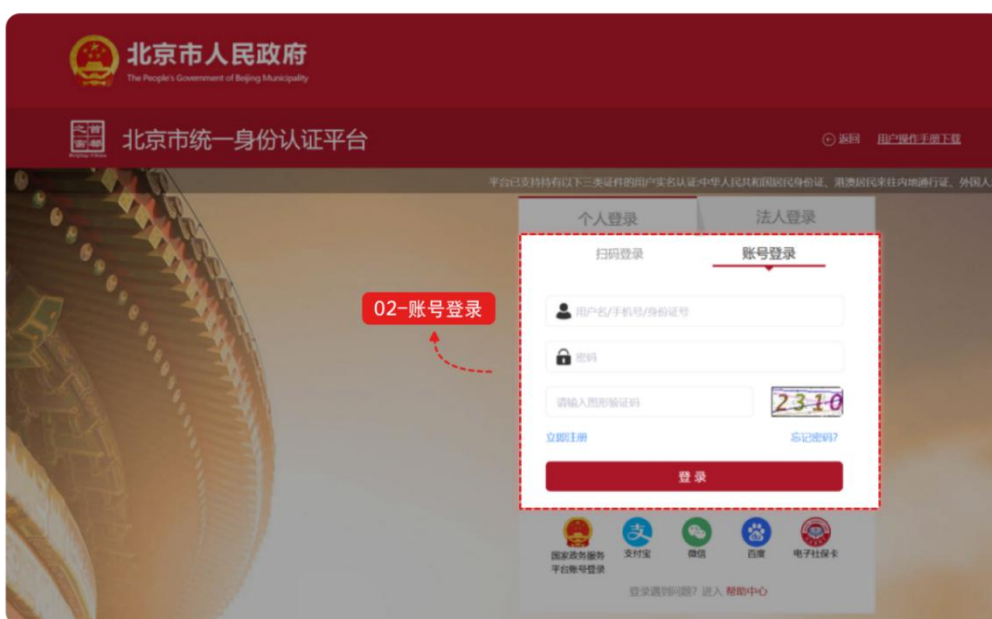 北京市人民政府
The People's Government of Beijing Municipality
首都之窗
北京市统一身份认证平台
返回 用户操作手册下载
平台已支持持有以下三类证件的用户实名认证:中华人民共和国居民身份证、港澳居民来往内地通行证、外国人
个人登录 法人登录
扫码登录 账号登录
02-账号登录
用户名/手机号/身份证号
密码
请输入图形验证码 2310
立即注册 忘记密码?
登录
国家政务服务平台账号登录 支付宝 微信 百度 电子社保卡
登录遇到问题? 进入 帮助中心